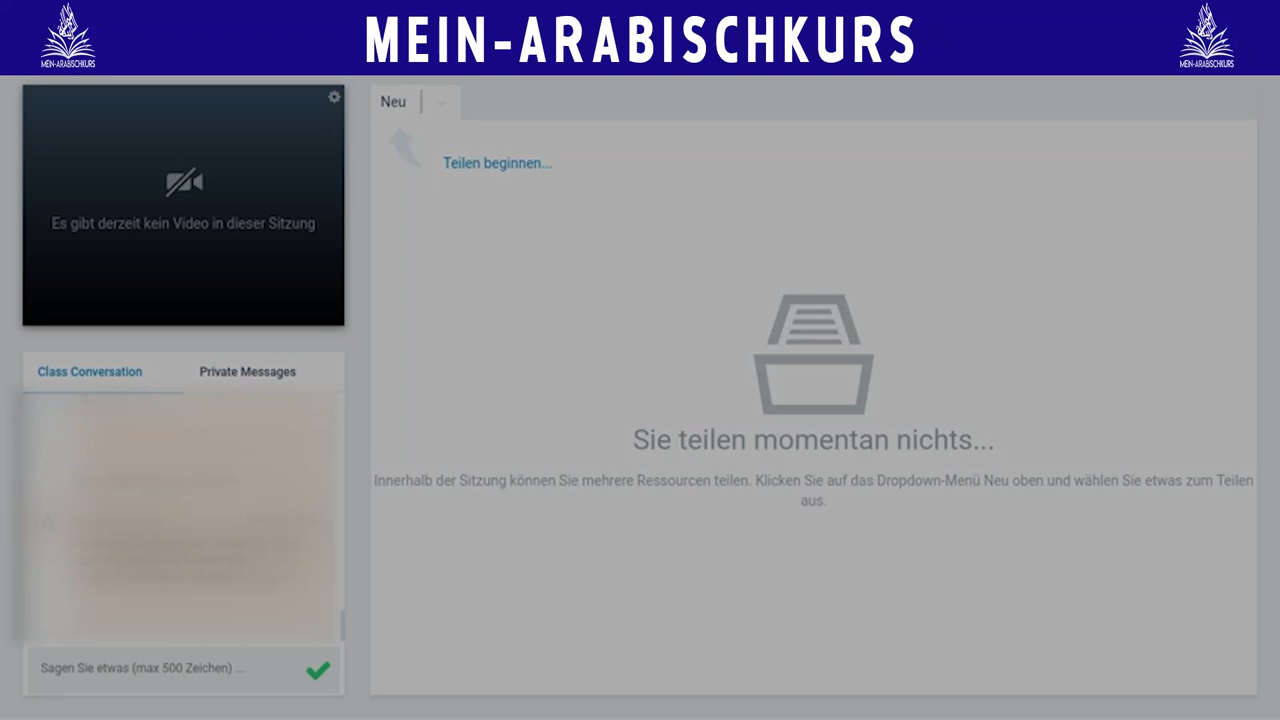 MEIN-ARABISCHKURS
MEIN-ARABISCHKURS
MEIN-ARABISCHKURS
Es gibt derzeit kein Video in dieser Sitzung
Class Conversation
Private Messages
Sagen Sie etwas (max 500 Zeichen) ...
Neu
Teilen beginnen...
Sie teilen momentan nichts...
Innerhalb der Sitzung können Sie mehrere Ressourcen teilen. Klicken Sie auf das Dropdown-Menü Neu oben und wählen Sie etwas zum Teilen
aus.